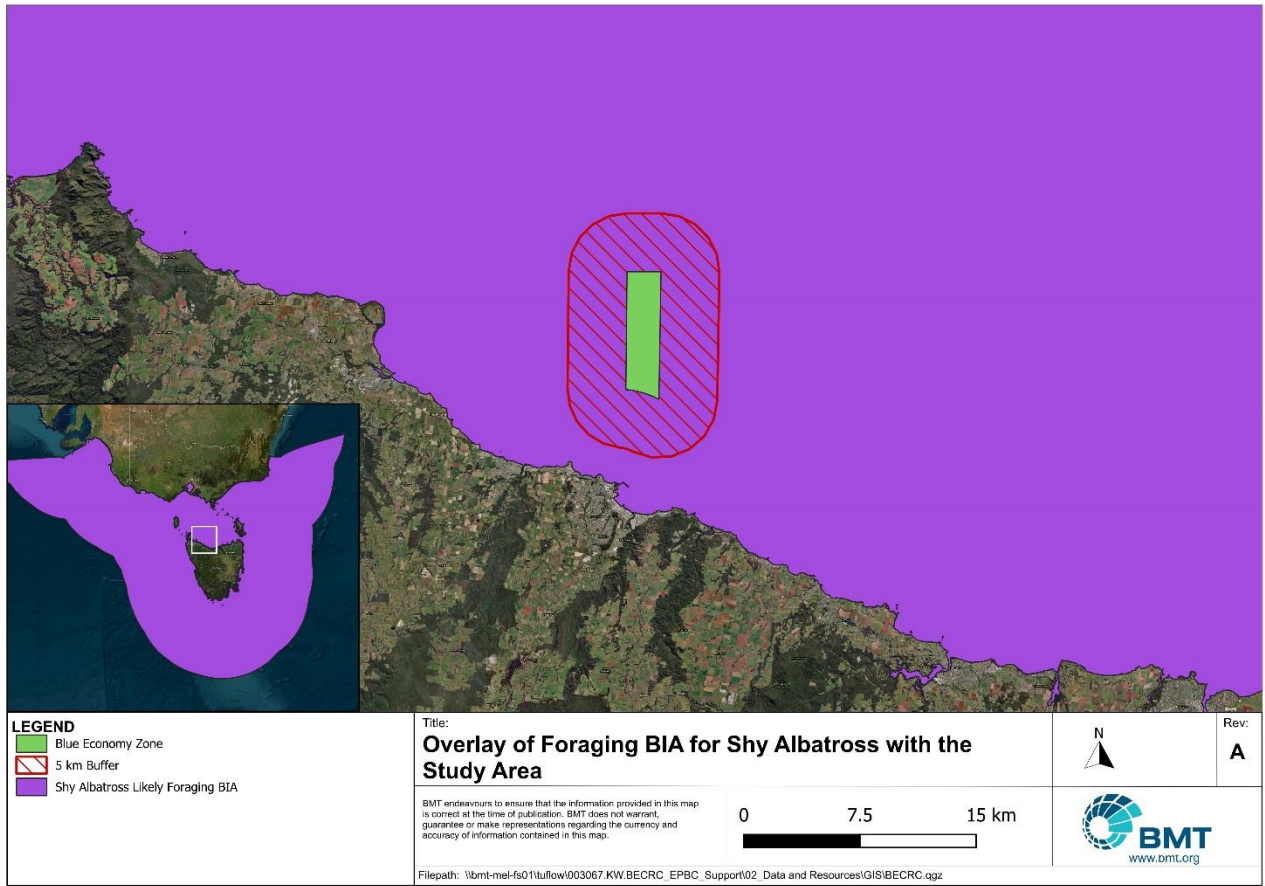 LEGEND
Blue Economy Zone
5 km Buffer
Shy Albatross Likely Foraging BIA
Title:
Overlay of Foraging BIA for Shy Albatross with the
Study Area
BMT endeavours to ensure that the information provided in this map
is correct at the time of publication. BMT does not warrant,
guarantee or make representations regarding the currency and
accuracy of information contained in this map.
0 7.5 15 km
N
Rev:
A
BMT
www.bmt.org
Filepath: \\bmt-mel-fs01\tuflow\003067.KW.BECRC_EPBC_Support\02_Data and Resources\GIS\BECRC.qgz